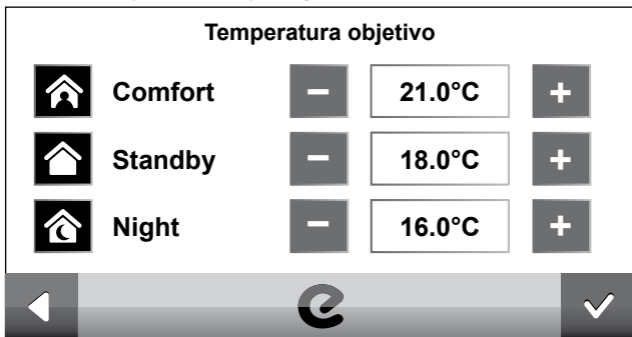 Temperatura objetivo
Comfort − 21.0°C +
Standby − 18.0°C +
Night − 16.0°C +
e